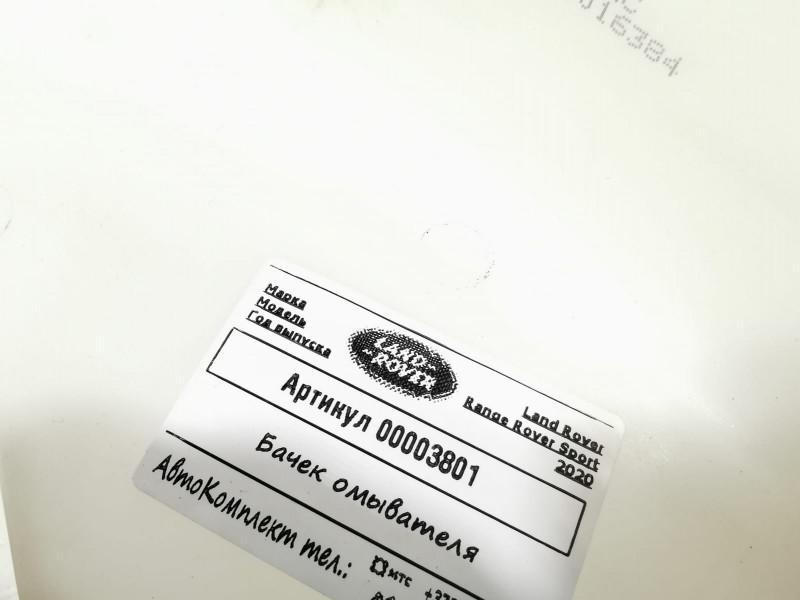 016384
Марка
Модель
Год выпуска
LAND
ROVER
Land Rover
Range Rover Sport
2020
Артикул 00003801
Бачек омывателя
АвтоКомплект тел.:
мтс